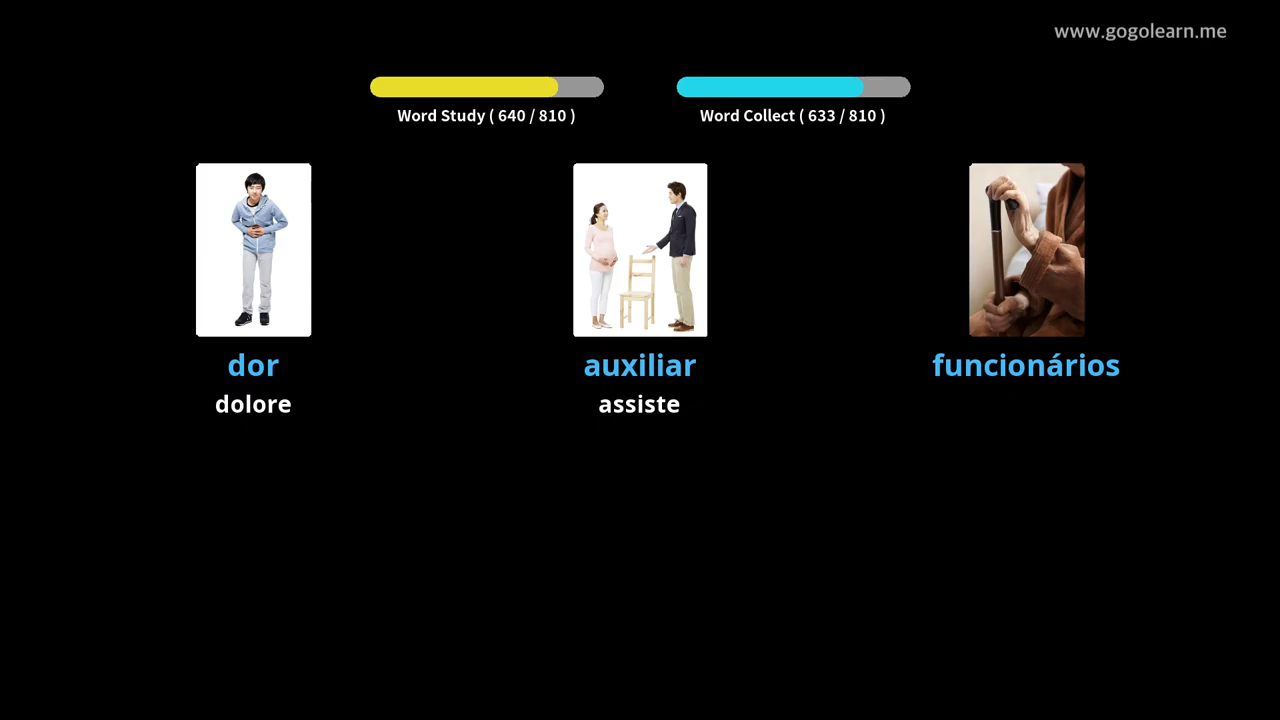 www.gogolearn.me
Word Study ( 640 / 810 )
Word Collect ( 633 / 810 )
dor
auxiliar
funcionários
dolore
assiste